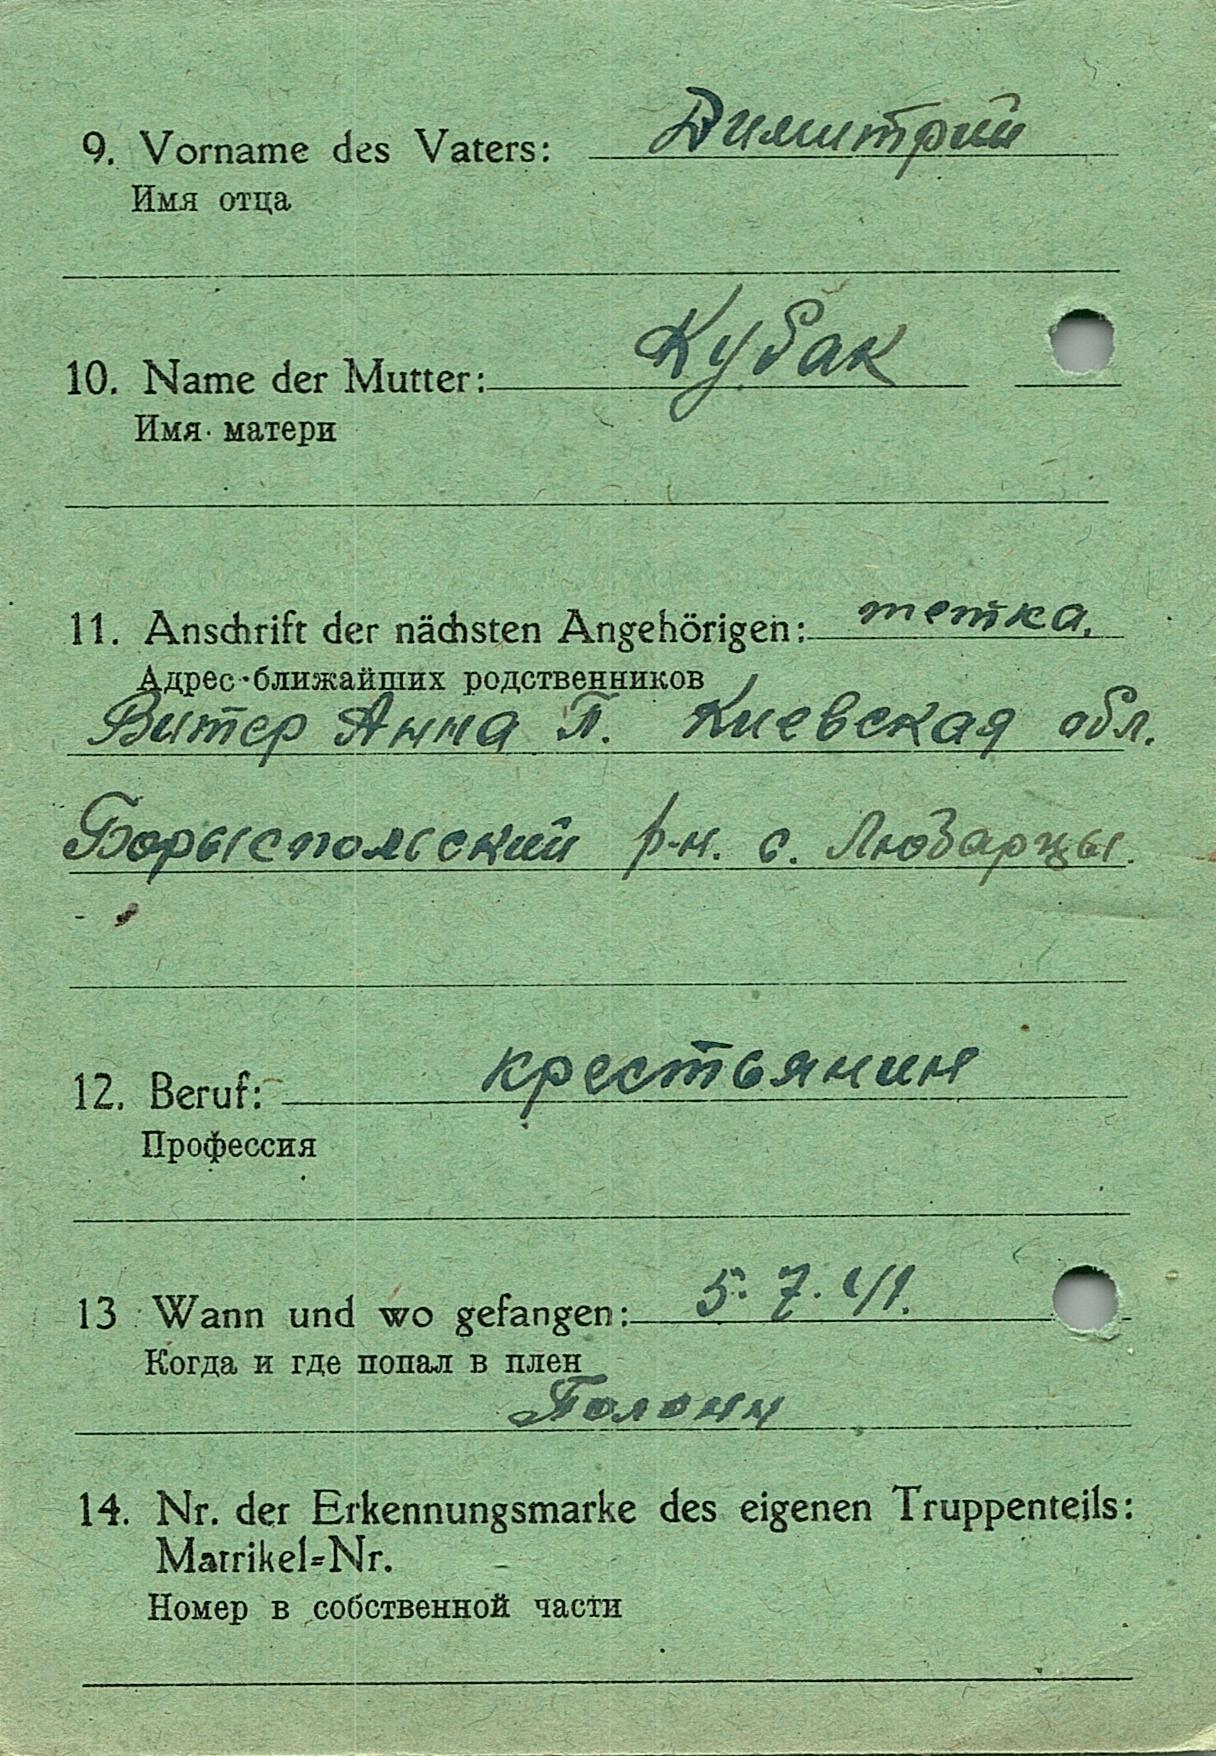 9. Vorname des Vaters: Димитрий
Имя отца
10. Name der Mutter: Кубак
Имя матери
11. Anschrift der nächsten Angehörigen: тетка.
Адрес ближайших родственников
Витер Анна П. Киевская обл.
Борыспольский р-н. с. Любарцы.
12. Beruf: крестьянин
Профессия
13 Wann und wo gefangen: 5. 7. 41.
Когда и где попал в плен
Полонн
14. Nr. der Erkennungsmarke des eigenen Truppenteils:
Matrikel=Nr.
Номер в собственной части